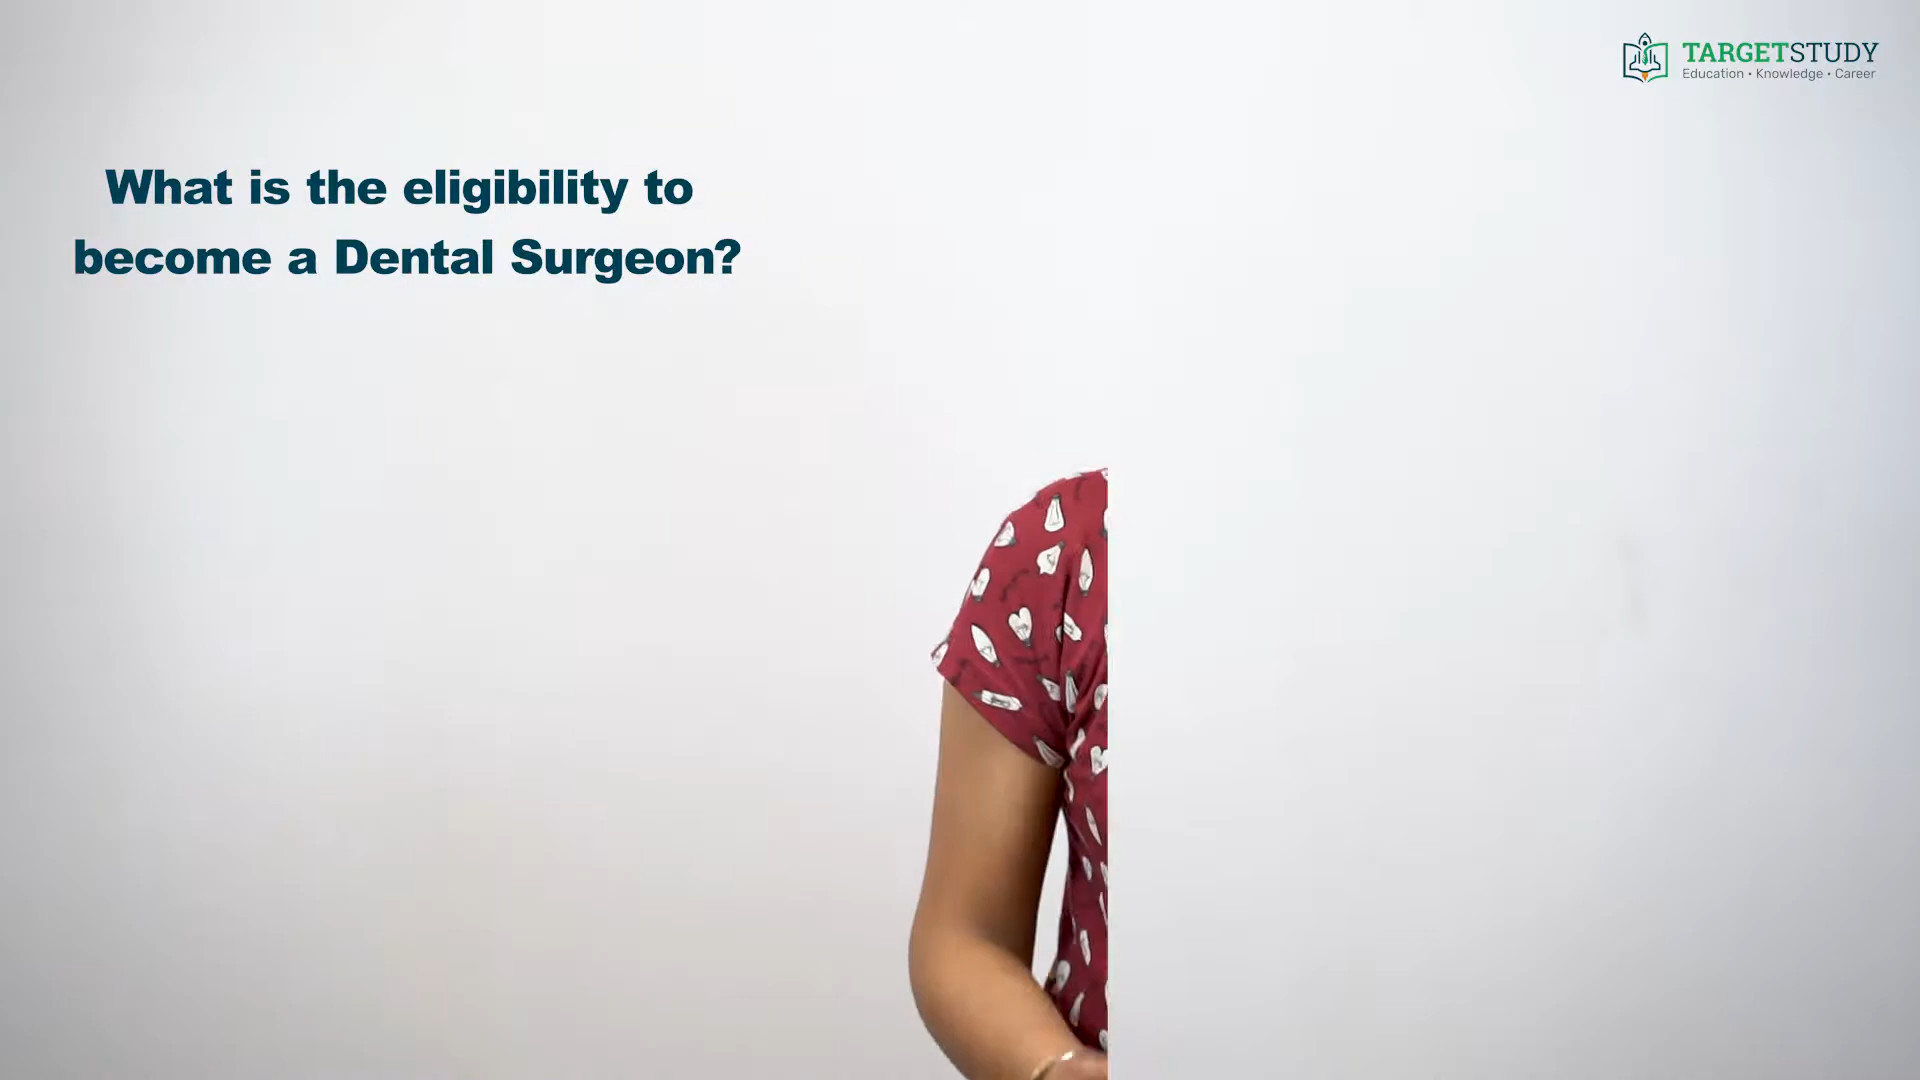 TARGETSTUDY
Education • Knowledge • Career
What is the eligibility to
become a Dental Surgeon?